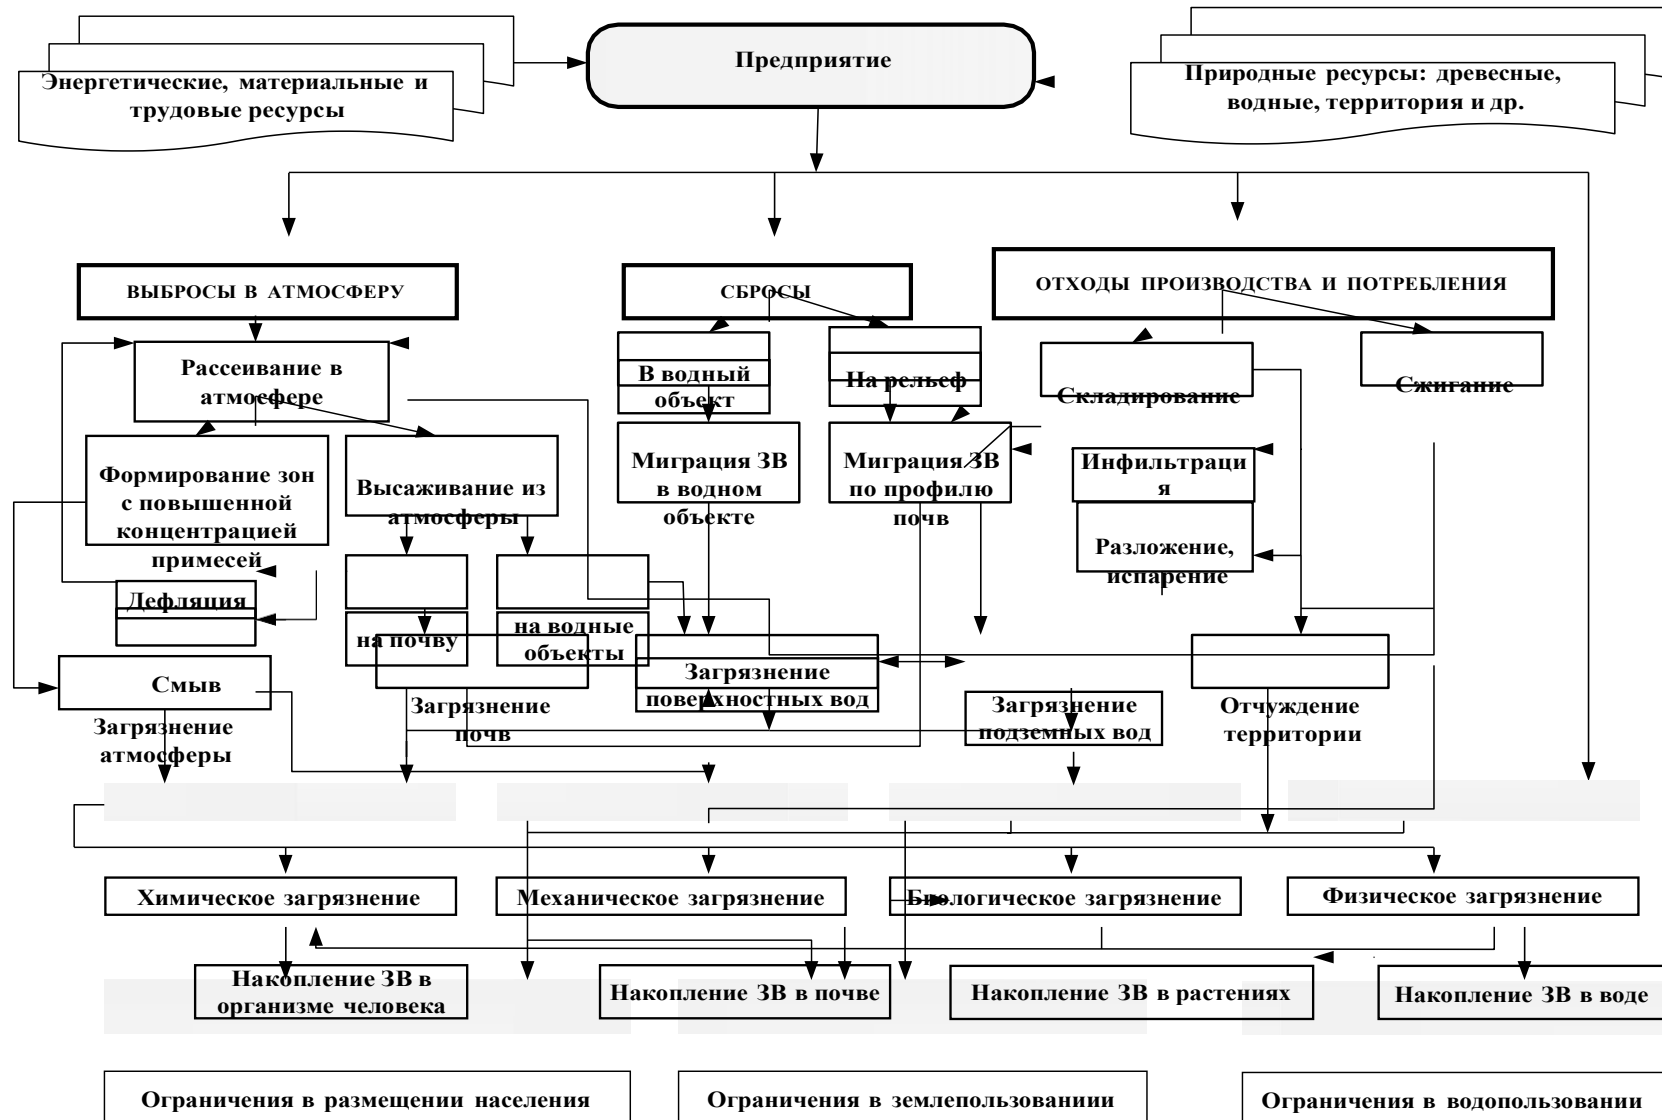 Предприятие
Энергетические, материальные и
трудовые ресурсы
Природные ресурсы: древесные,
водные, территория и др.
ВЫБРОСЫ В АТМОСФЕРУ
СБРОСЫ
ОТХОДЫ ПРОИЗВОДСТВА И ПОТРЕБЛЕНИЯ
Рассеивание в
атмосфере
В водный
объект
На рельеф
Складирование
Сжигание
Формирование зон
с повышенной
концентрацией
примесей
Высаживание из
атмосферы
Миграция ЗВ
в водном
объекте
Миграция ЗВ
по профилю
почв
Инфильтраци
я
Разложение,
испарение
Дефляция
на почву
на водные
объекты
Смыв
Загрязнение
атмосферы
Загрязнение
почв
Загрязнение
поверхностных вод
Загрязнение
подземных вод
Отчуждение
территории
Химическое загрязнение
Механическое загрязнение
Биологическое загрязнение
Физическое загрязнение
Накопление ЗВ в
организме человека
Накопление ЗВ в почве
Накопление ЗВ в растениях
Накопление ЗВ в воде
Ограничения в размещении населения
Ограничения в землепользованиии
Ограничения в водопользовании